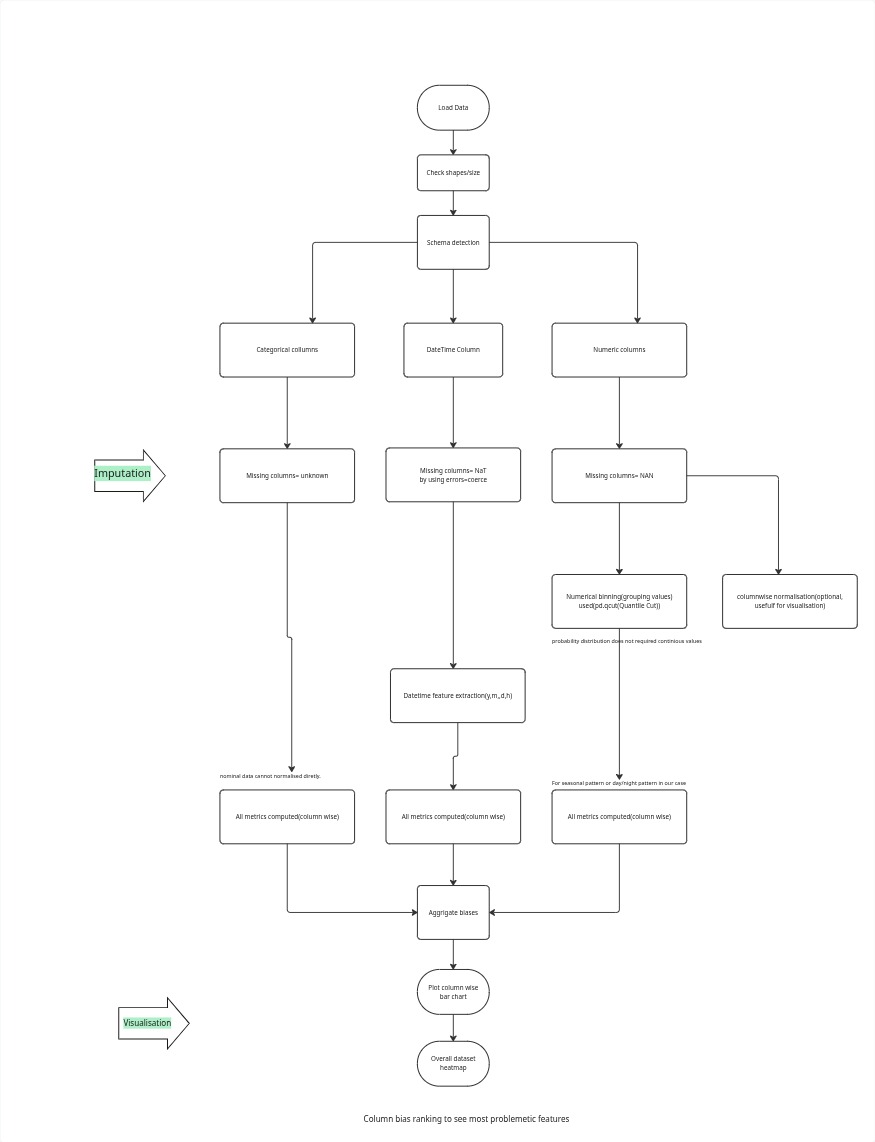 Load Data
Check shapes/size
Schema detection
Categorical collumns
DateTime Column
Numeric columns
Imputation
Missing columns= unknown
Missing columns= NaT
by using errors=coerce
Missing columns= NAN
Numerical binning(grouping values)
used(pd.qcut(Quantile Cut))
columnwise normalisation(optional,
usefulf for visualisation)
probability distribution does not required continious values
Datetime feature extraction(y,m,,d,h)
nominal data cannotot normalised diretly.
For seasonal pattern or day/night pattern in our case
All metrics computed(column wise)
All metrics computed(column wise)
All metrics computed(column wise)
Aggrigate biases
Plot column wise
bar chart
Visualisation
Overall dataset
heatmap
Column bias ranking to see most problemetic features